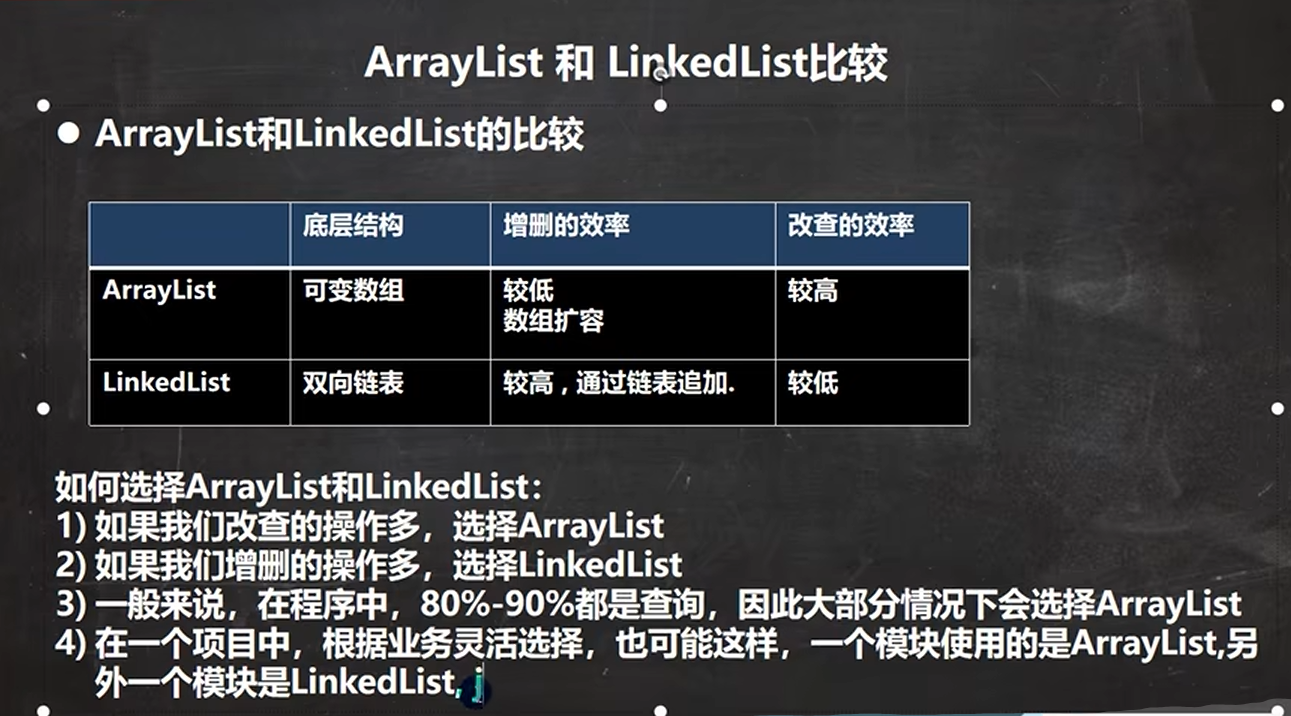 ArrayList 和 LinkedList比较
● ArrayList和LinkedList的比较
底层结构 增删的效率 改查的效率
ArrayList 可变数组 较低 较高
数组扩容
LinkedList 双向链表 较高，通过链表追加. 较低
如何选择ArrayList和LinkedList：
1) 如果我们改查的操作多，选择ArrayList
2) 如果我们增删的操作多，选择LinkedList
3) 一般来说，在程序中，80%-90%都是查询，因此大部分情况下会选择ArrayList
4) 在一个项目中，根据业务灵活选择，也可能这样，一个模块使用的是ArrayList,另
外一个模块是LinkedList, j